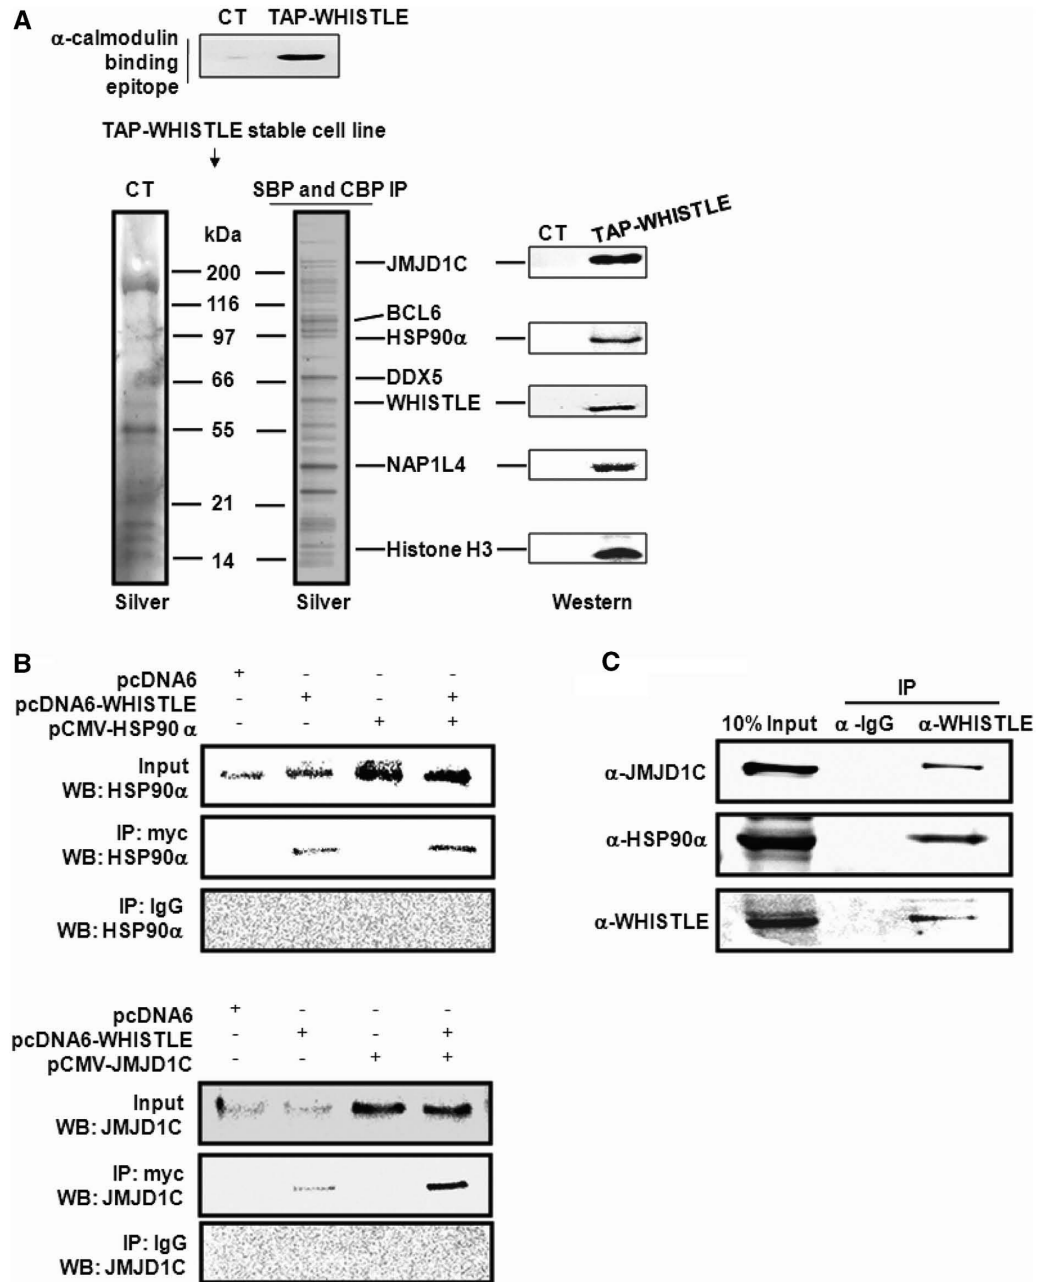 A
CT TAP-WHISTLE
α-calmodulin
binding
epitope
TAP-WHISTLE stable cell line
CT
SBP and CBP IP
kDa
200
116
97
66
55
21
14
JMJD1C
BCL6
HSP90α
DDX5
WHISTLE
NAP1L4
Histone H3
CT TAP-WHISTLE
Silver
Silver
Western
B
pcDNA6 + - - -
pcDNA6-WHISTLE - + - +
pCMV-HSP90 α - - + +
Input
WB: HSP90α
IP: myc
WB: HSP90α
IP: IgG
WB: HSP90α
pcDNA6 + - - -
pcDNA6-WHISTLE - + - +
pCMV-JMJD1C - - + +
Input
WB: JMJD1C
IP: myc
WB: JMJD1C
IP: IgG
WB: JMJD1C
C
IP
10% Input α -IgG α-WHISTLE
α-JMJD1C
α-HSP90α
α-WHISTLE